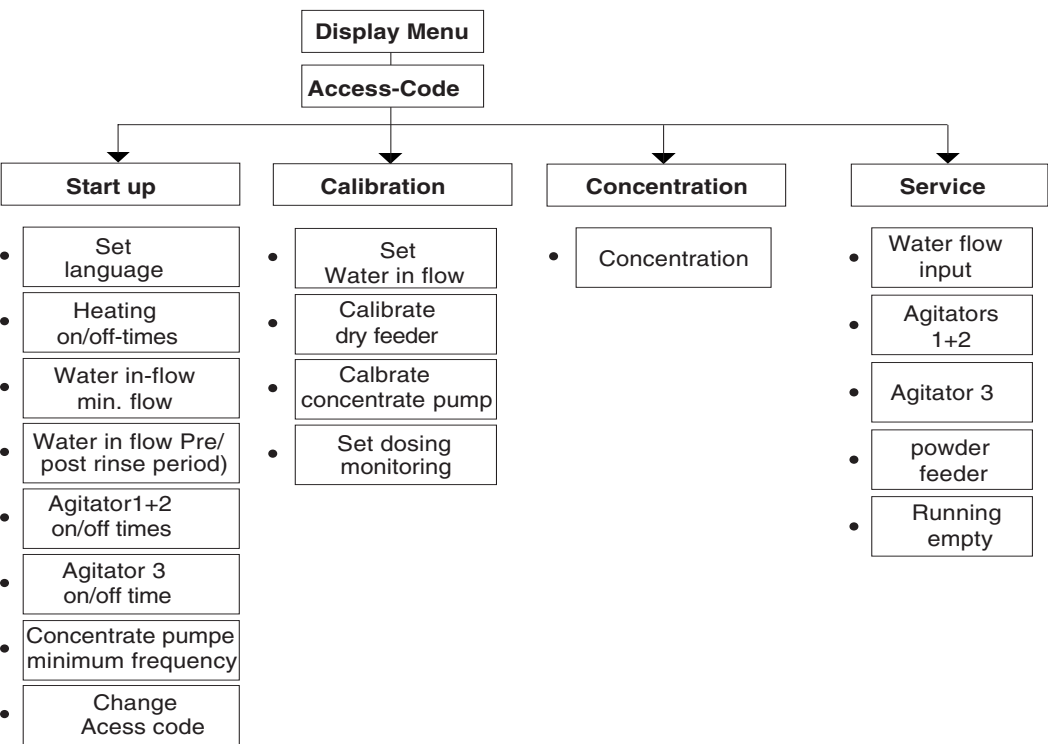 Display Menu
Access-Code
Start up
Set
language
Heating
on/off-times
Water in-flow
min. flow
Water in flow Pre/
post rinse period)
Agitator1+2
on/off times
Agitator 3
on/off time
Concentrate pumpe
minimum frequency
Change
Acess code
Calibration
Set
Water in flow
Calibrate
dry feeder
Calbrate
concentrate pump
Set dosing
monitoring
Concentration
Concentration
Service
Water flow
input
Agitators
1+2
Agitator 3
powder
feeder
Running
empty